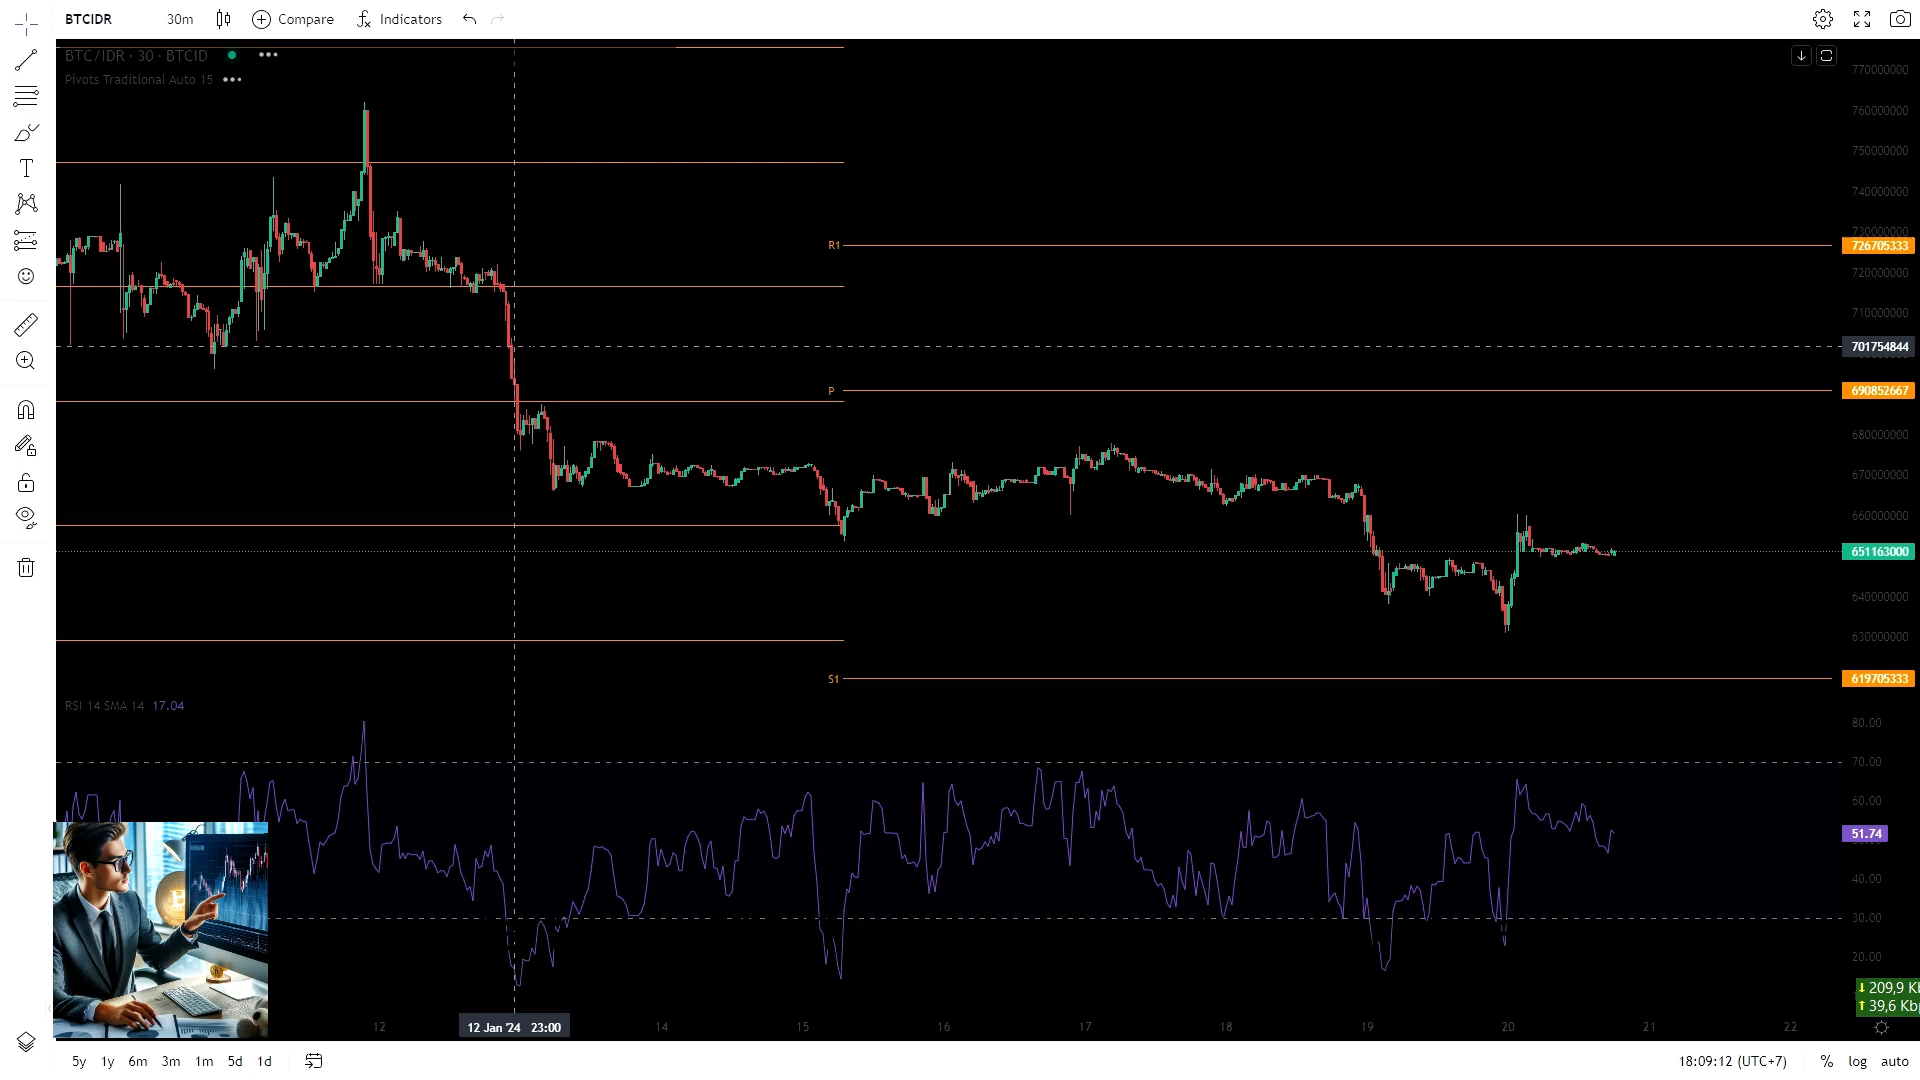 BTCIDR 30m Compare Indicators
BTC/IDR · 30 · BTCID
Pivots Traditional Auto 15
770000000
760000000
750000000
740000000
730000000
R1 726705333
720000000
710000000
701754844
P 690852667
680000000
670000000
660000000
651163000
640000000
630000000
S1 619705333
RSI 14 SMA 14 17.04
80.00
70.00
60.00
51.74
40.00
30.00
20.00
209,9 K
39,6 Kb
12 12 Jan '24 23:00 14 15 16 17 18 19 20 21 22
5y 1y 6m 3m 1m 5d 1d 18:09:12 (UTC+7) % log auto